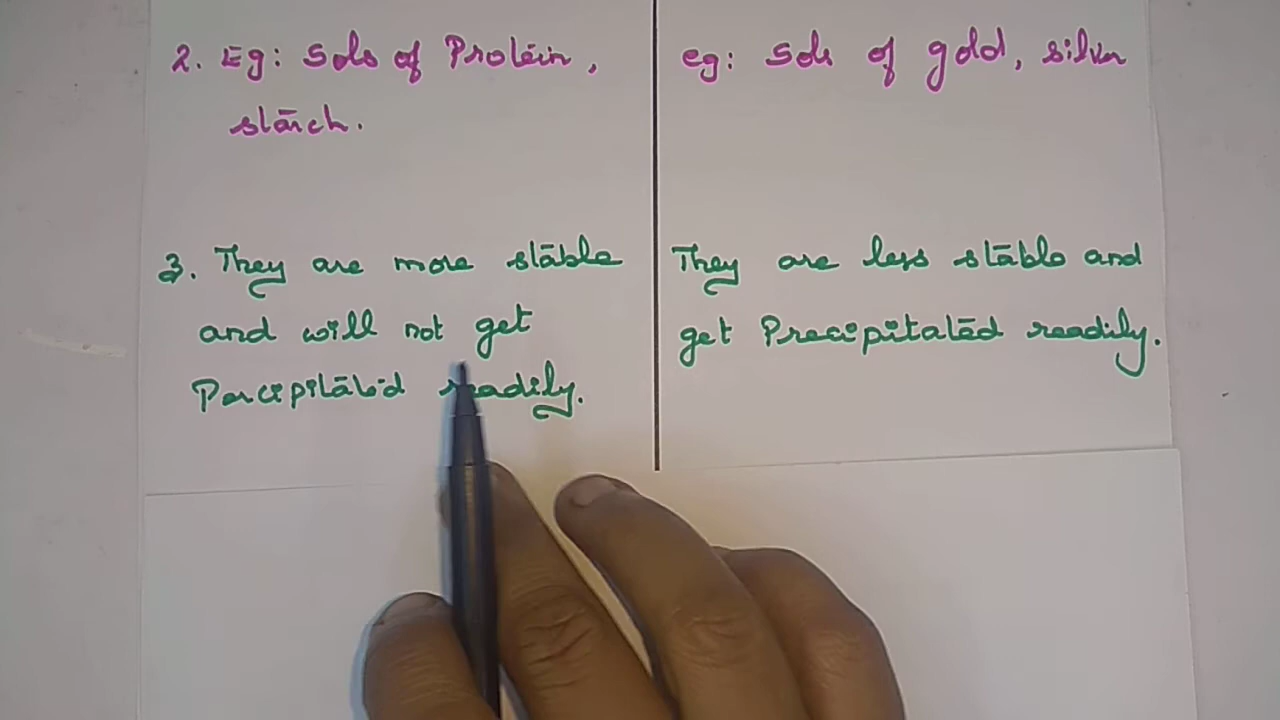 2. Eg: Sols of Protein,
starch.
3. They are more stable
and will not get
Percipitated readily.
eg: Sols of gold, silver
They are less stable and
get Precipitated readily.